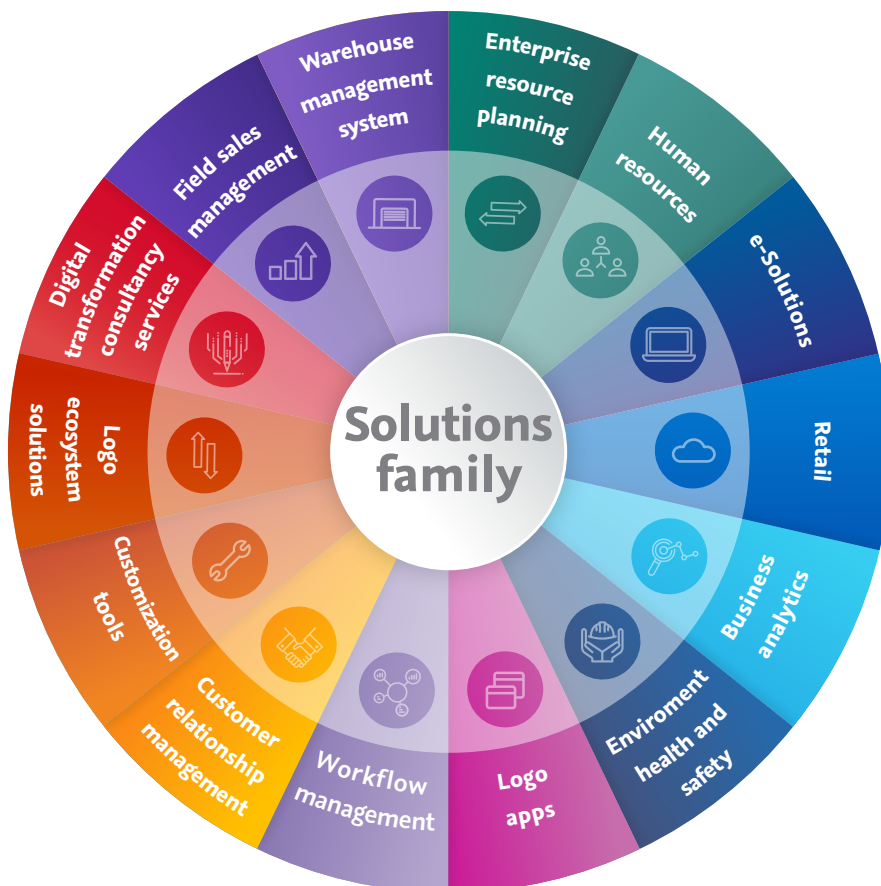 Solutions
family
Enterprise
resource
planning
Human
resources
e-Solutions
Retail
Business
analytics
Enviroment
health and
safety
Logo
apps
Workflow
management
Customer
relationship
management
Customization
tools
Logo
ecosystem
solutions
Digital
transformation
consultancy
services
Field sales
management
Warehouse
management
system